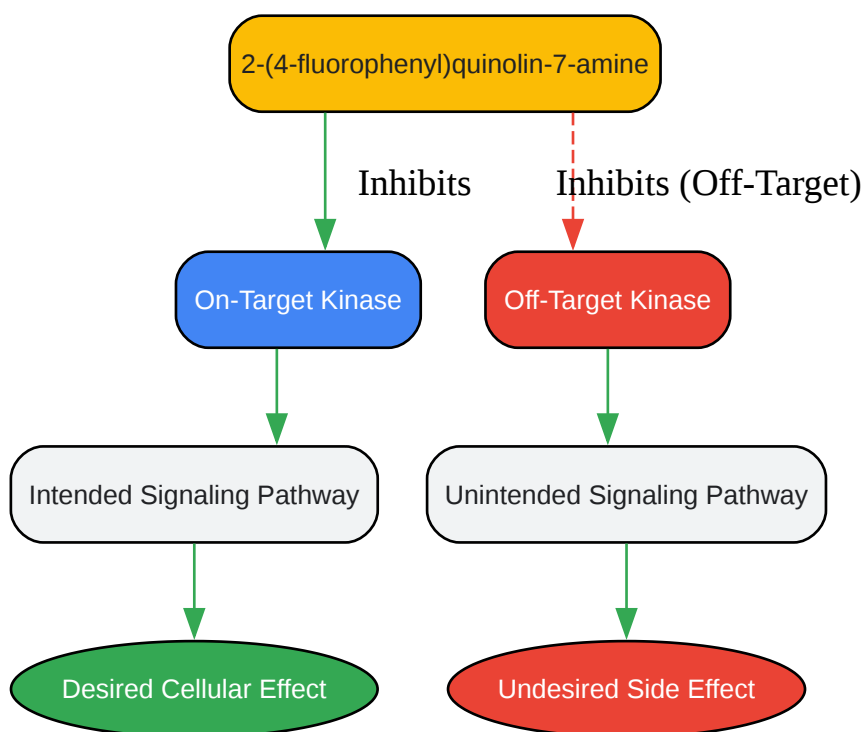 2-(4-fluorophenyl)quinolin-7-amine
Inhibits
Inhibits (Off-Target)
On-Target Kinase
Off-Target Kinase
Intended Signaling Pathway
Unintended Signaling Pathway
Desired Cellular Effect
Undesired Side Effect